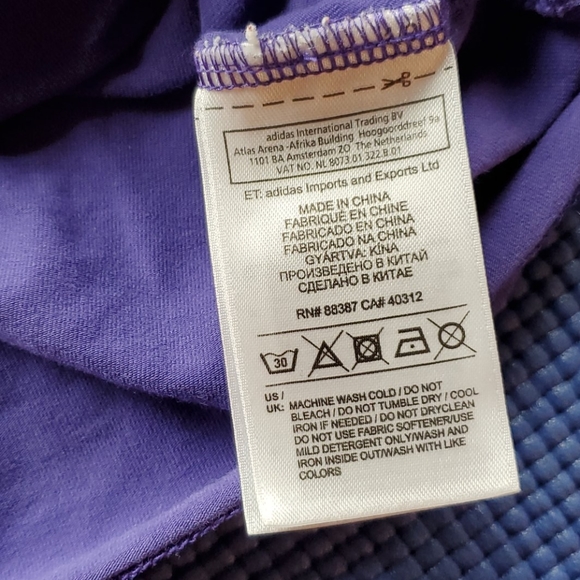 adidas International Trading BV
Atlas Arena -Afrika Building Hoogoorddreef 9a
1101 BA Amsterdam ZO The Netherlands
VAT NO. NL 8073.01.322.B.01
ET: adidas Imports and Exports Ltd
MADE IN CHINA
FABRIQUÉ EN CHINE
FABRICADO EN CHINA
FABRICADO NA CHINA
GYÁRTVA: KÍNA
ПРОИЗВЕДЕНО В КИТАЙ
СДЕЛАНО В КИТАЕ
RN# 88387 CA# 40312
30
US / UK: MACHINE WASH COLD / DO NOT
BLEACH / DO NOT TUMBLE DRY / COOL
IRON IF NEEDED / DO NOT DRYCLEAN
DO NOT USE FABRIC SOFTENER/USE
MILD DETERGENT ONLY/WASH AND
IRON INSIDE OUT/WASH WITH LIKE
COLORS